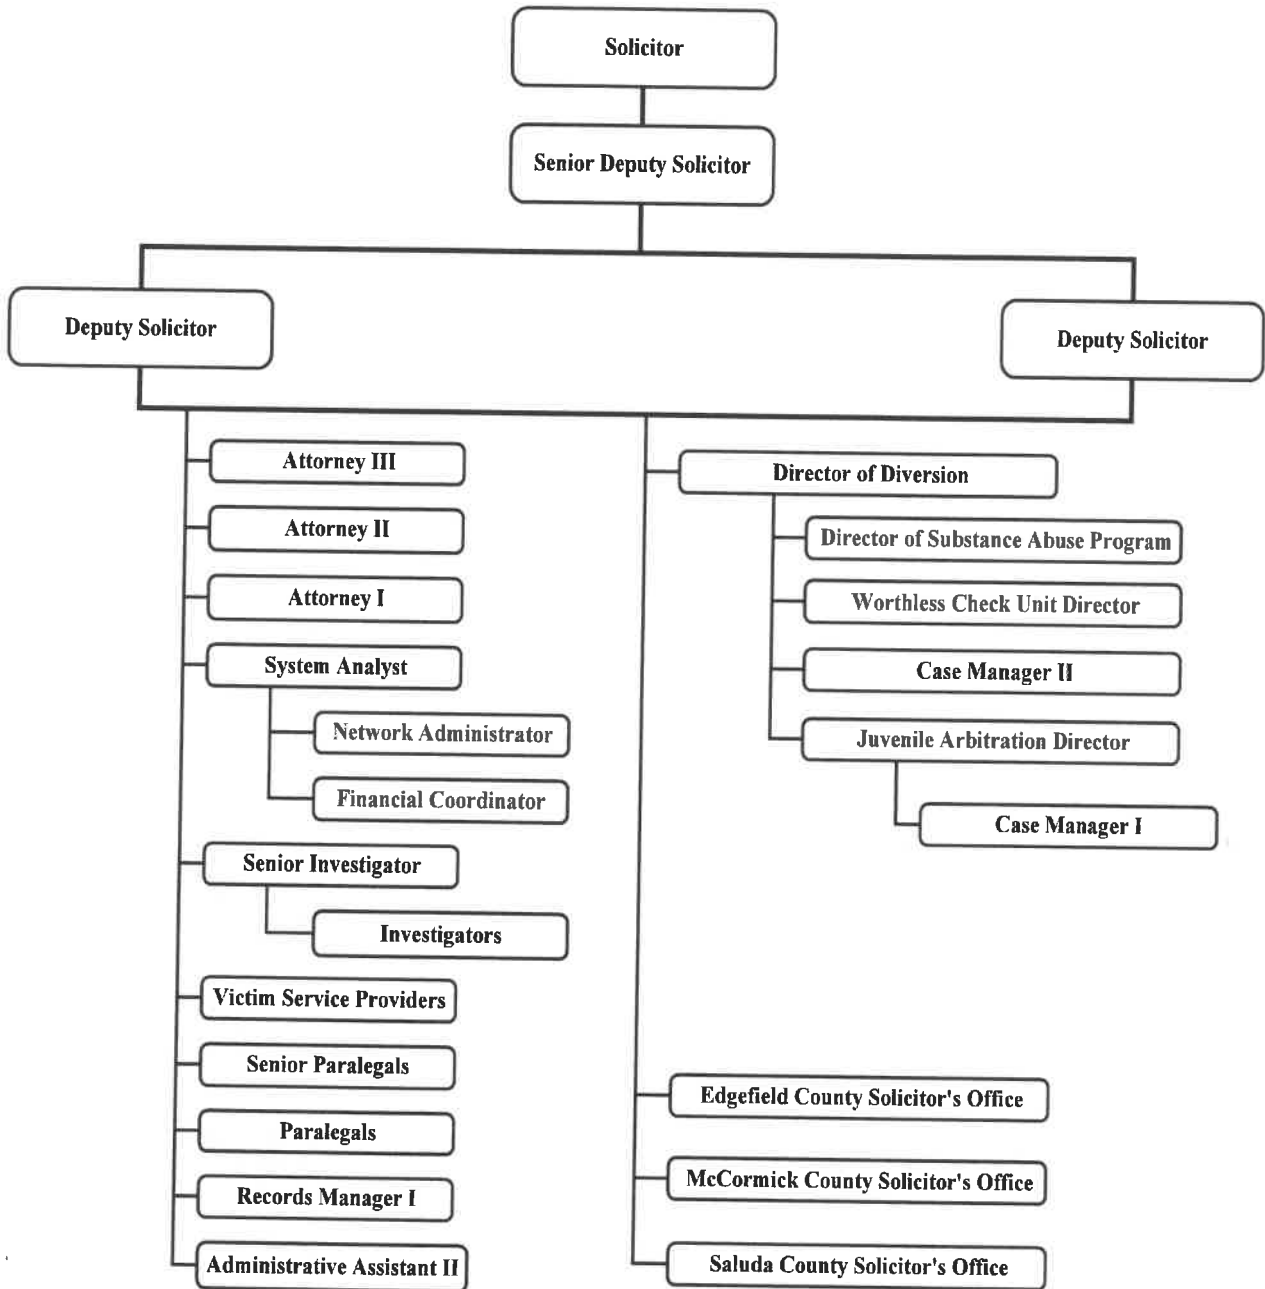 Solicitor
Senior Deputy Solicitor
Deputy Solicitor
Deputy Solicitor
Attorney III
Attorney II
Attorney I
System Analyst
Network Administrator
Financial Coordinator
Senior Investigator
Investigators
Victim Service Providers
Senior Paralegals
Paralegals
Records Manager I
Administrative Assistant II
Director of Diversion
Director of Substance Abuse Program
Worthless Check Unit Director
Case Manager II
Juvenile Arbitration Director
Case Manager I
Edgefield County Solicitor's Office
McCormick County Solicitor's Office
Saluda County Solicitor's Office